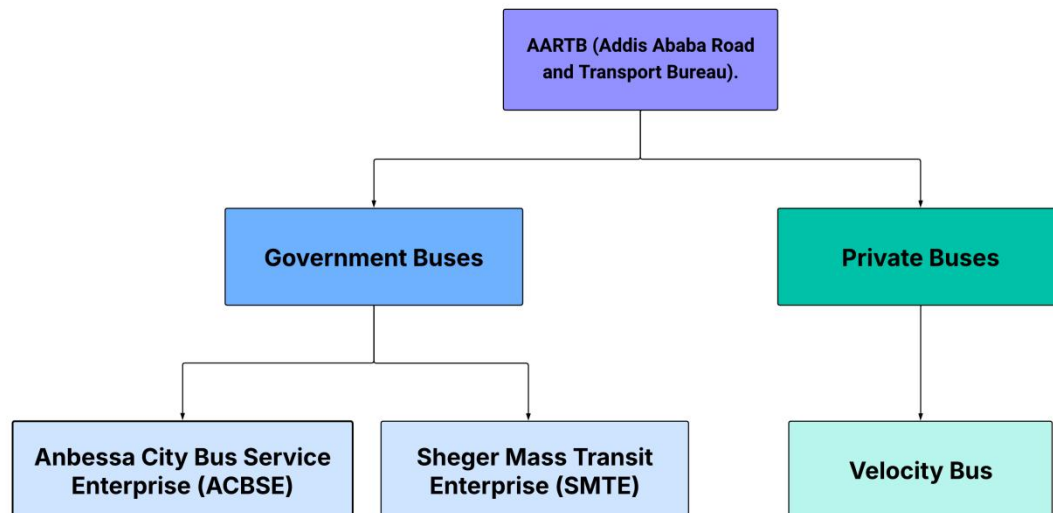 AARTB (Addis Ababa Road
and Transport Bureau).
Government Buses
Private Buses
Anbessa City Bus Service
Enterprise (ACBSE)
Sheger Mass Transit
Enterprise (SMTE)
Velocity Bus